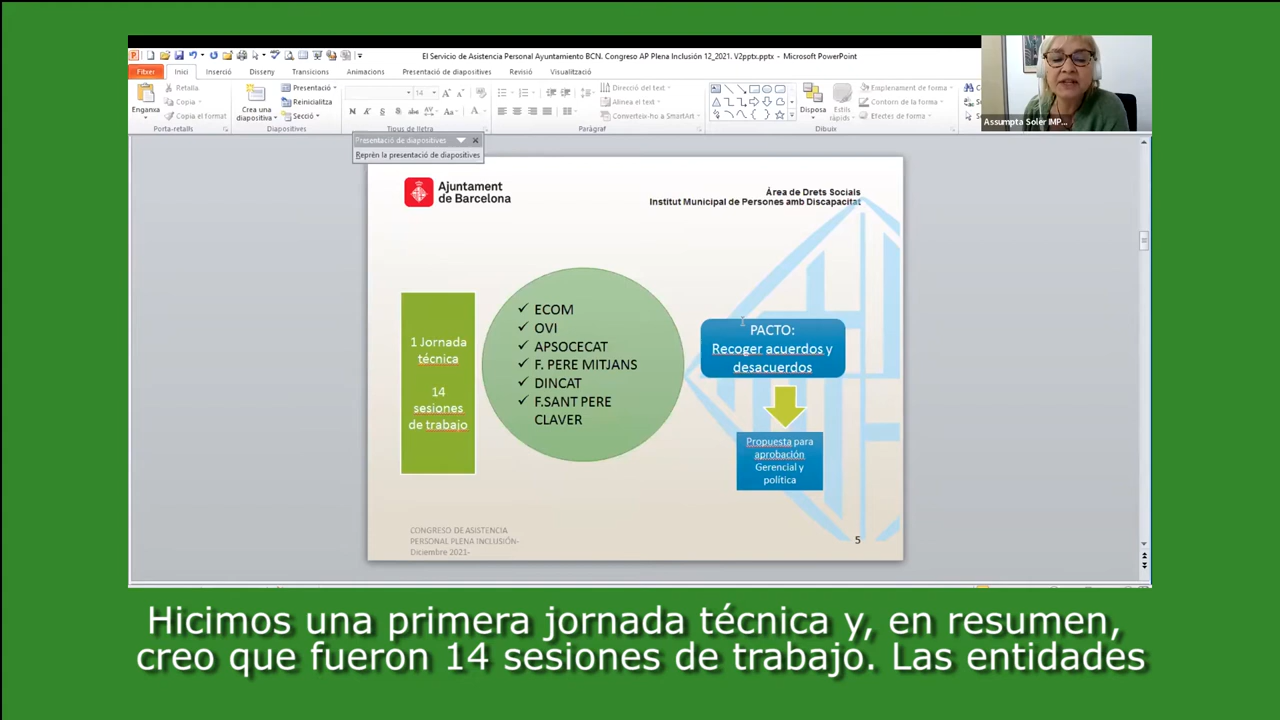 El Servicio de Asistencia Personal Ayuntamiento BCN. Congreso AP Plena Inclusión 12_2021. V2pptx.pptx - Microsoft PowerPoint
Fitxer Inici Inserció Disseny Transicions Animacions Presentació de diapositives Revisió Visualització
Enganxa
Retalla
Copia
Copia el format
Porta-retalls
Crea una
diapositiva
Presentació
Reinicialitza
Secció
Diapositives
14
Tipus de lletra
Direcció del text
Alinea el text
Converteix-ho a SmartArt
Paràgraf
Disposa
Estils
ràpids
Emplenament de forma
Contorn de la forma
Efectes de forma
Dibuix
Assumpta Soler IMP...
Presentació de diapositives
Reprèn la presentació de diapositives
Ajuntament
de Barcelona
Àrea de Drets Socials
Institut Municipal de Persones amb Discapacitat
1 Jornada
técnica
14
sesiones
de trabajo
✓ ECOM
✓ OVI
✓ APSOCECAT
✓ F. PERE MITJANS
✓ DINCAT
✓ F.SANT PERE
CLAVER
PACTO:
Recoger acuerdos y
desacuerdos
Propuesta para
aprobación
Gerencial y
política
CONGRESO DE ASISTENCIA
PERSONAL PLENA INCLUSIÓN-
Diciembre 2021-
5
Hicimos una primera jornada técnica y, en resumen,
creo que fueron 14 sesiones de trabajo. Las entidades